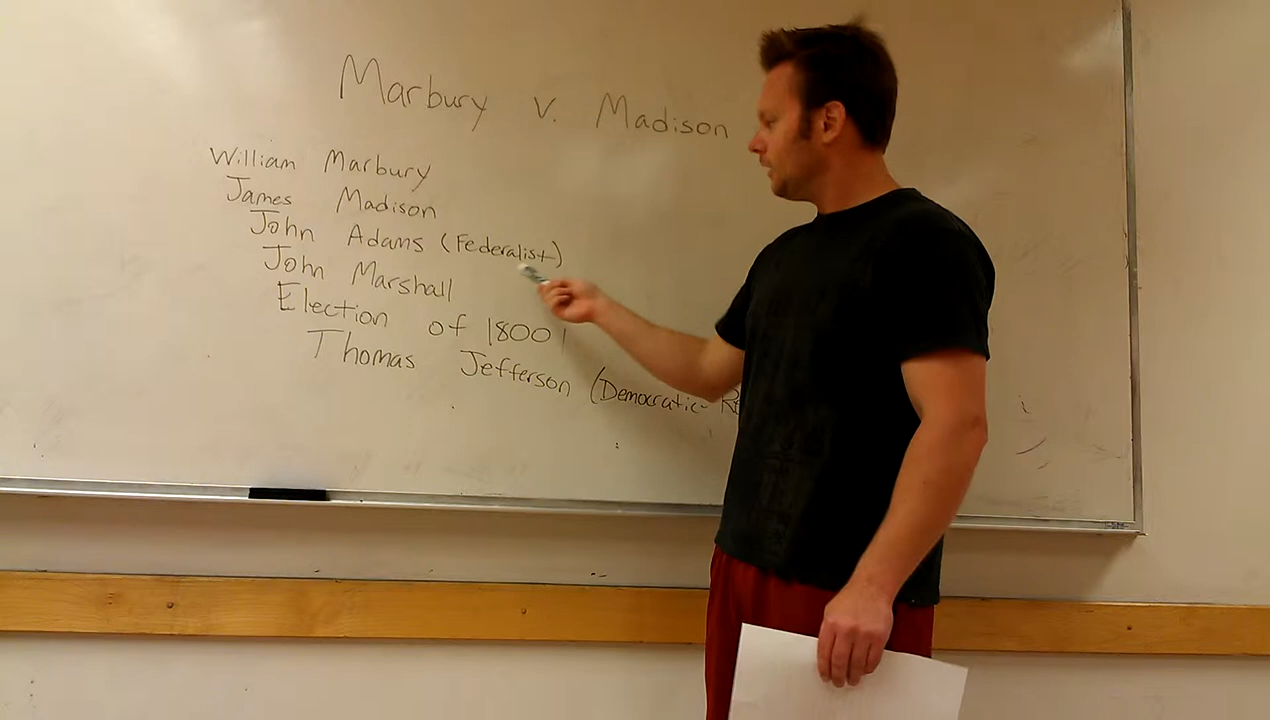 Marbury v. Madison
William Marbury
James Madison
John Adams (Federalist)
John Marshall
Election of 1800
Thomas Jefferson (Democratic-